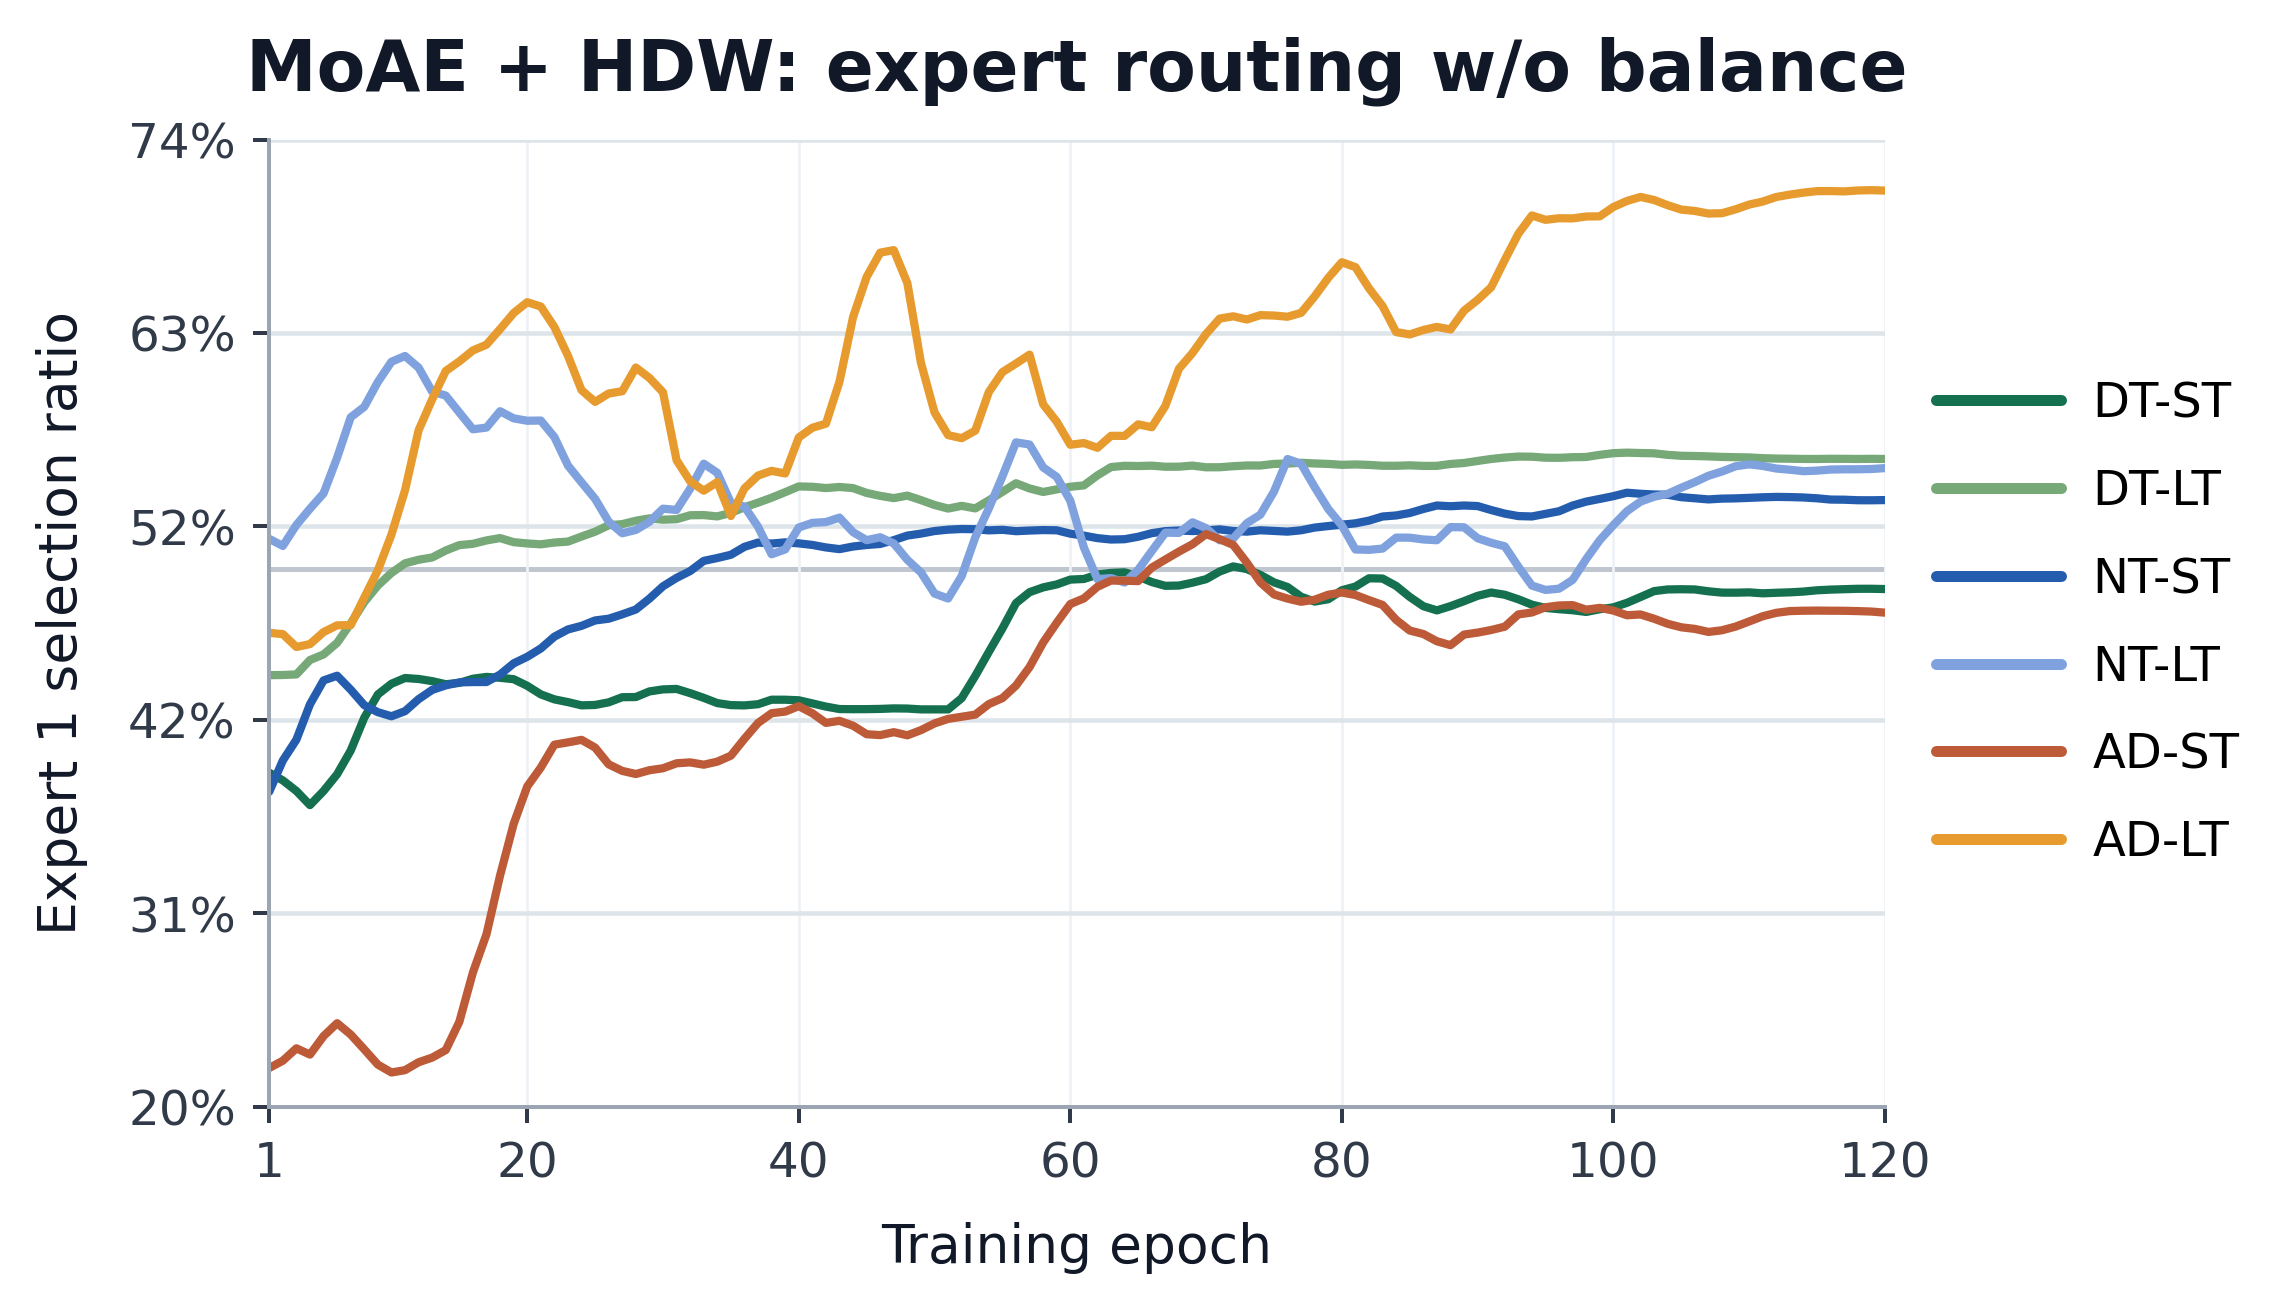 MoAE + HDW: expert routing w/o balance
74%
63%
52%
42%
31%
20%
Expert 1 selection ratio
1
20
40
60
80
100
120
Training epoch
DT-ST
DT-LT
NT-ST
NT-LT
AD-ST
AD-LT